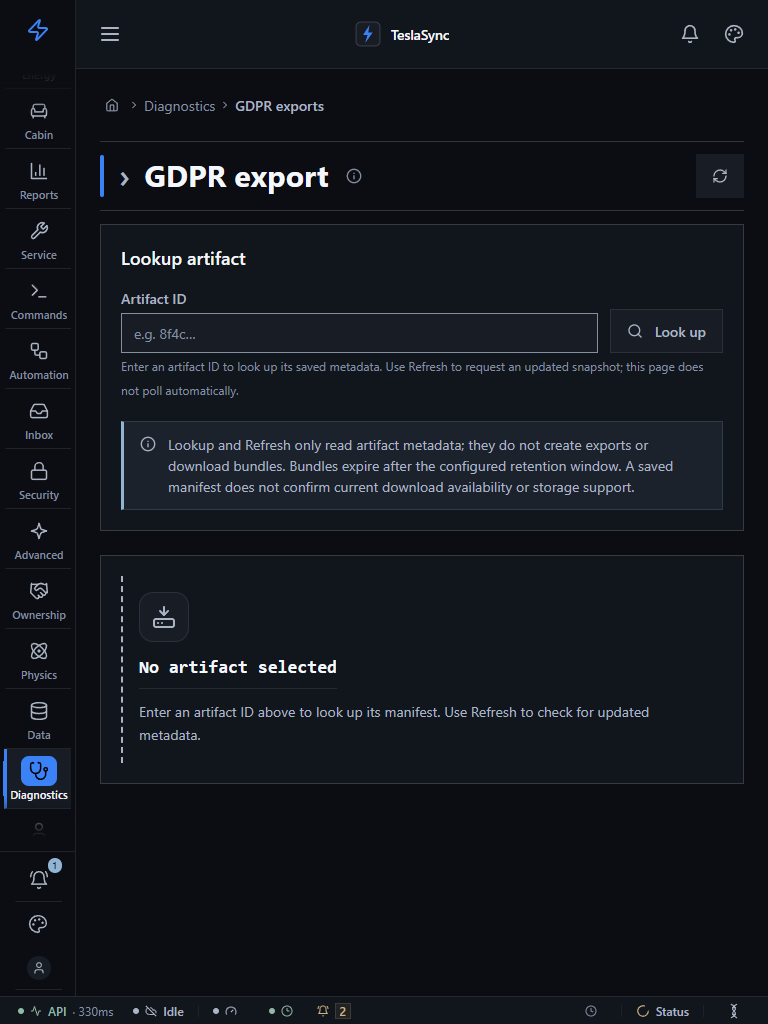 TeslaSync
Energy
Cabin
Reports
Service
Commands
Automation
Inbox
Security
Advanced
Ownership
Physics
Data
Diagnostics
1
Diagnostics
GDPR exports
GDPR export
Lookup artifact
Artifact ID
e.g. 8f4c...
Look up
Enter an artifact ID to look up its saved metadata. Use Refresh to request an updated snapshot; this page does
not poll automatically.
Lookup and Refresh only read artifact metadata; they do not create exports or
download bundles. Bundles expire after the configured retention window. A saved
manifest does not confirm current download availability or storage support.
No artifact selected
Enter an artifact ID above to look up its manifest. Use Refresh to check for updated
metadata.
API · 330ms
Idle
2
Status